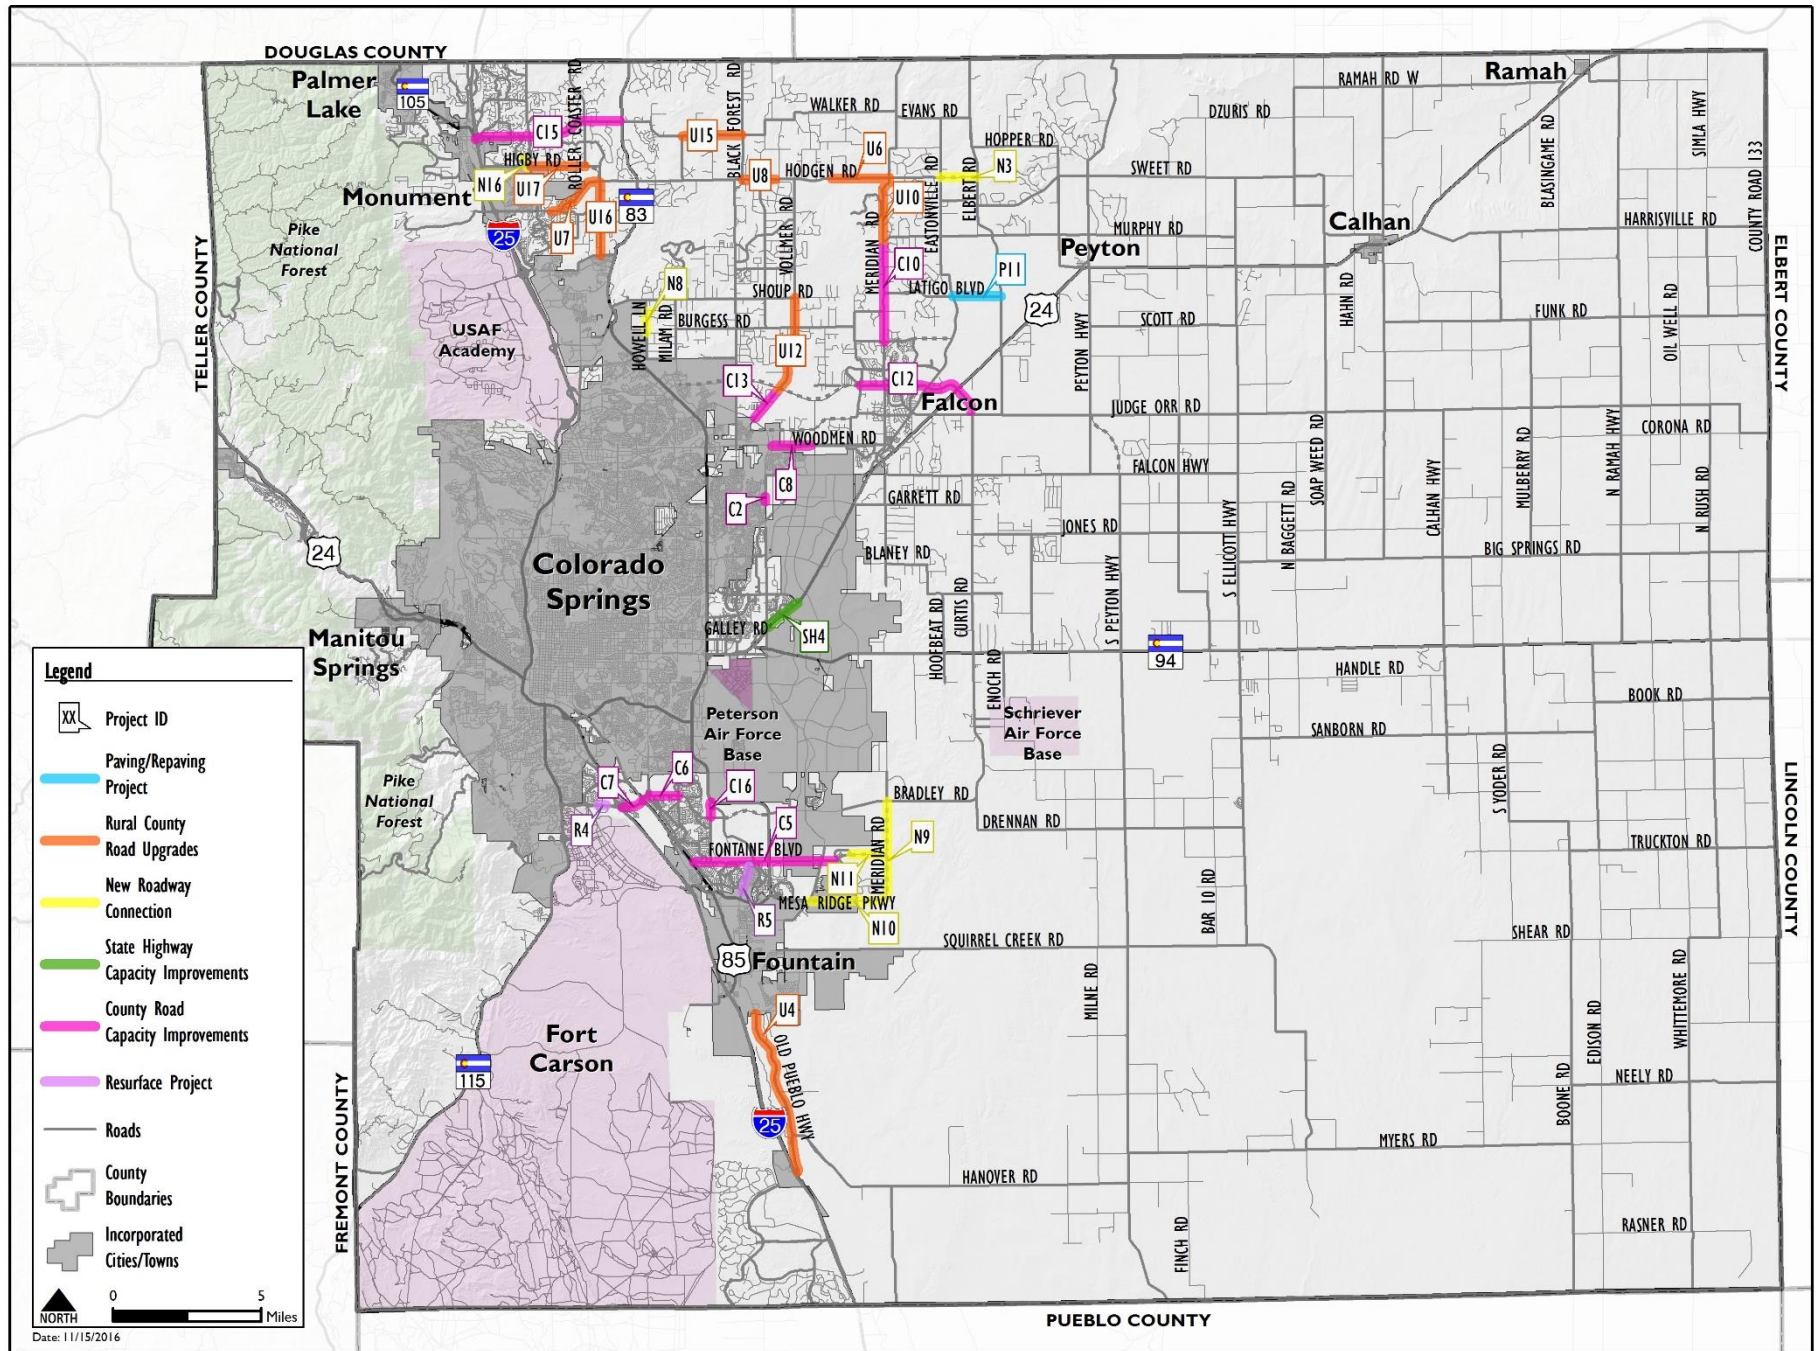 DOUGLAS COUNTY
Palmer
Lake
105
ROLLER COASTER RD
BLACK FOREST RD
WALKER RD
EVANS RD
DZURIS RD
RAMAH RD W
Ramah
SIMLA HWY
COUNTY ROAD 133
C15
U15
U6
HOPPER RD
BLASINGAME RD
HIGBY RD
N16
U17
U8
HODGEN RD
EASTONVILLE RD
ELBERT RD
N3
SWEET RD
Monument
U16
83
U10
U7
25
VOLLMER RD
MERIDIAN RD
MURPHY RD
Calhan
HARRISVILLE RD
Pike
National
Forest
TELLER COUNTY
Peyton
ELBERT COUNTY
C10
P11
N8
SHOUP RD
LATIGO BLVD
HAHN RD
OIL WELL RD
24
HOWELL LN
MILAM RD
BURGESS RD
PEYTON HWY
SCOTT RD
FUNK RD
USAF
Academy
U12
C13
C12
Falcon
JUDGE ORR RD
SOAP WEED RD
CALHAN HWY
MULBERRY RD
N RAMAH HWY
CORONA RD
WOODMEN RD
FALCON HWY
N RUSH RD
C8
C2
GARRETT RD
N BAGGETT RD
S ELLICOTT HWY
JONES RD
BLANEY RD
BIG SPRINGS RD
24
Colorado
Springs
S PEYTON HWY
HOOFBEAT RD
CURTIS RD
GALLEY RD
SH4
Manitou
Springs
94
ENOCH RD
HANDLE RD
BOOK RD
Peterson
Air Force
Base
Schriever
Air Force
Base
SANBORN RD
S YODER RD
LINCOLN COUNTY
Pike
National
Forest
C7
C6
C16
R4
C5
BRADLEY RD
DRENNAN RD
FONTAINE BLVD
MERIDIAN RD
N9
TRUCKTON RD
N11
R5
MESA RIDGE PKWY
N10
BAR 10 RD
SQUIRREL CREEK RD
SHEAR RD
85
Fountain
MILNE RD
WHITTEMORE RD
EDISON RD
U4
OLD PUEBLO HWY
Fort
Carson
115
25
BOONE RD
NEELY RD
MYERS RD
FREMONT COUNTY
HANOVER RD
FINCH RD
RASNER RD
PUEBLO COUNTY
Legend
XX
Project ID
Paving/Repaving
Project
Rural County
Road Upgrades
New Roadway
Connection
State Highway
Capacity Improvements
County Road
Capacity Improvements
Resurface Project
Roads
County
Boundaries
Incorporated
Cities/Towns
NORTH
0 5
Miles
Date: 11/15/2016